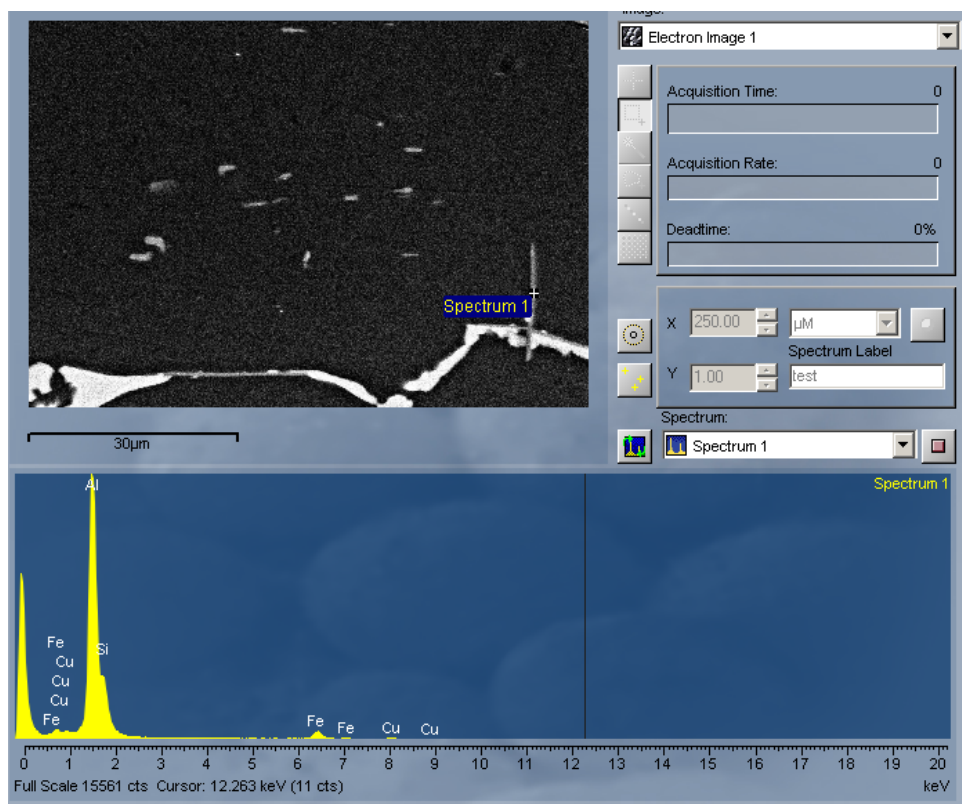 Image:
Electron Image 1
Acquisition Time: 0
Acquisition Rate: 0
Deadtime: 0%
Spectrum 1
X 250.00 µM
Spectrum Label
Y 1.00 test
Spectrum:
Spectrum 1
30µm
Spectrum 1
Al
Fe
Cu
Si
Cu
Cu
Fe
Fe
Fe
Cu
Cu
0 1 2 3 4 5 6 7 8 9 10 11 12 13 14 15 16 17 18 19 20
Full Scale 15561 cts Cursor: 12.263 keV (11 cts) keV